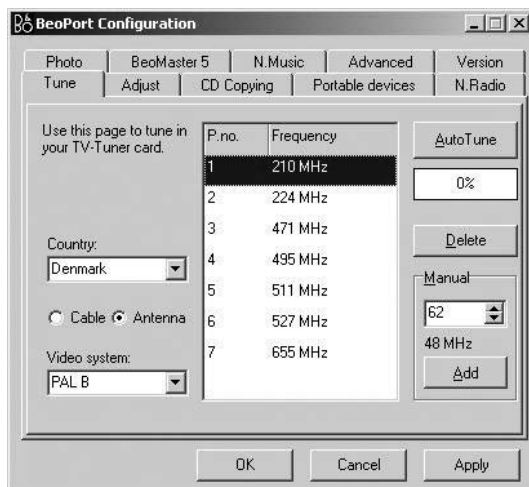 BeoPort Configuration
Photo BeoMaster 5 N.Music Advanced Version
Tune Adjust CD Copying Portable devices N.Radio
Use this page to tune in
your TV-Tuner card.
Country:
Denmark
Cable Antenna
Video system:
PAL B
P.no. Frequency
1 210 MHz
2 224 MHz
3 471 MHz
4 495 MHz
5 511 MHz
6 527 MHz
7 655 MHz
AutoTune
0%
Delete
Manual
62
48 MHz
Add
OK Cancel Apply